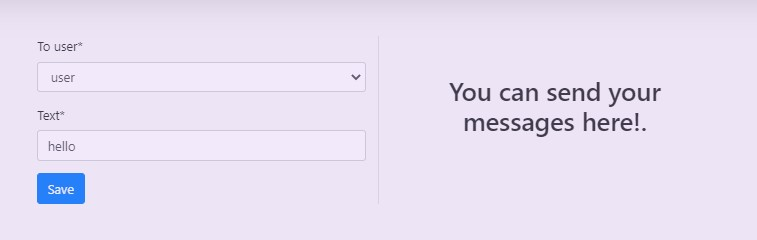 To user*
user
Text*
hello
Save
You can send your
messages here!.